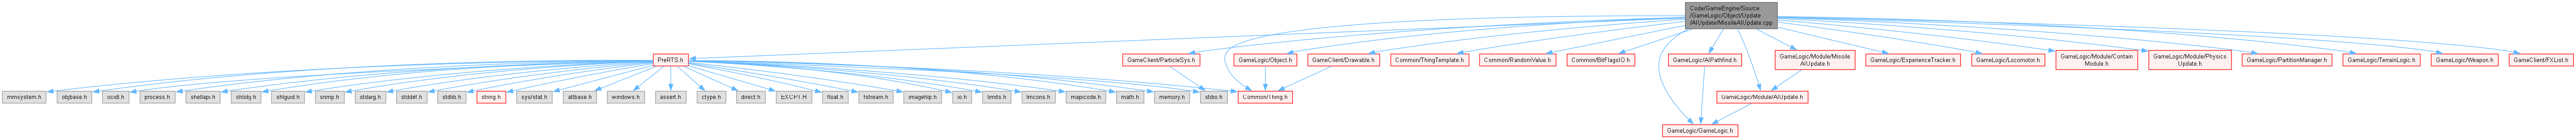 Code/GameEngine/Source
/GameLogic/Object/Update
/AIUpdate/MissileAIUpdate.cpp
PreRTS.h
GameClient/ParticleSys.h
GameLogic/Object.h
GameClient/Drawable.h
Common/ThingTemplate.h
Common/RandomValue.h
Common/BitFlagsIO.h
GameLogic/AIPathfind.h
GameLogic/Module/Missile
AIUpdate.h
GameLogic/ExperienceTracker.h
GameLogic/Locomotor.h
GameLogic/Module/Contain
Module.h
GameLogic/Module/Physics
Update.h
GameLogic/PartitionManager.h
GameLogic/TerrainLogic.h
GameLogic/Weapon.h
GameClient/FXList.h
mmsystem.h
objbase.h
ocidl.h
process.h
shellapi.h
shlobj.h
shlguid.h
snmp.h
stdarg.h
stddef.h
stdlib.h
string.h
sys/stat.h
atlbase.h
windows.h
assert.h
ctype.h
direct.h
EXCPT.H
float.h
fstream.h
imagehlp.h
io.h
limits.h
lmcons.h
mapicode.h
math.h
memory.h
stdio.h
Common/Thing.h
GameLogic/Module/AIUpdate.h
GameLogic/GameLogic.h